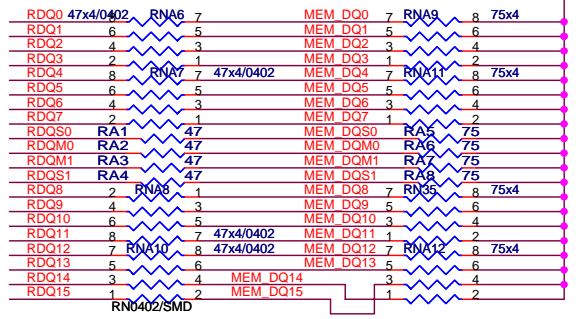 RDQ0 47x4/0402 8 RNA6 7 MEM_DQ0 7 RNA9 8 75x4
RDQ1 6 5 MEM_DQ1 5 6
RDQ2 4 3 MEM_DQ2 3 4
RDQ3 2 1 MEM_DQ3 1 2
RDQ4 8 RNA7 7 47x4/0402 MEM_DQ4 7 RNA11 8 75x4
RDQ5 6 5 MEM_DQ5 5 6
RDQ6 4 3 MEM_DQ6 3 4
RDQ7 2 1 MEM_DQ7 1 2
RDQS0 RA1 47 MEM_DQS0 RA5 75
RDQM0 RA2 47 MEM_DQM0 RA6 75
RDQM1 RA3 47 MEM_DQM1 RA7 75
RDQS1 RA4 47 MEM_DQS1 RA8 75
RDQ8 2 RNA8 1 MEM_DQ8 7 RN35 8 75x4
RDQ9 4 3 MEM_DQ9 5 6
RDQ10 6 5 MEM_DQ10 3 4
RDQ11 8 7 47x4/0402 MEM_DQ11 1 2
RDQ12 7 RNA10 8 47x4/0402 MEM_DQ12 7 RNA12 8 75x4
RDQ13 5 6 MEM_DQ13 5 6
RDQ14 3 4 MEM_DQ14 3 4
RDQ15 1 2 MEM_DQ15 1 2
RN0402/SMD